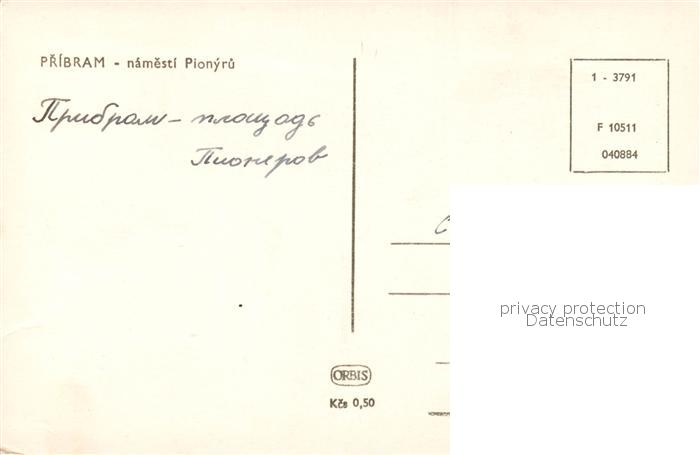 PŘÍBRAM - náměstí Pionýrů
Прибрам - площадь
Пионеров
1 - 3791
F 10511
040884
С
privacy protection
Datenschutz
ORBIS
Kčs 0,50